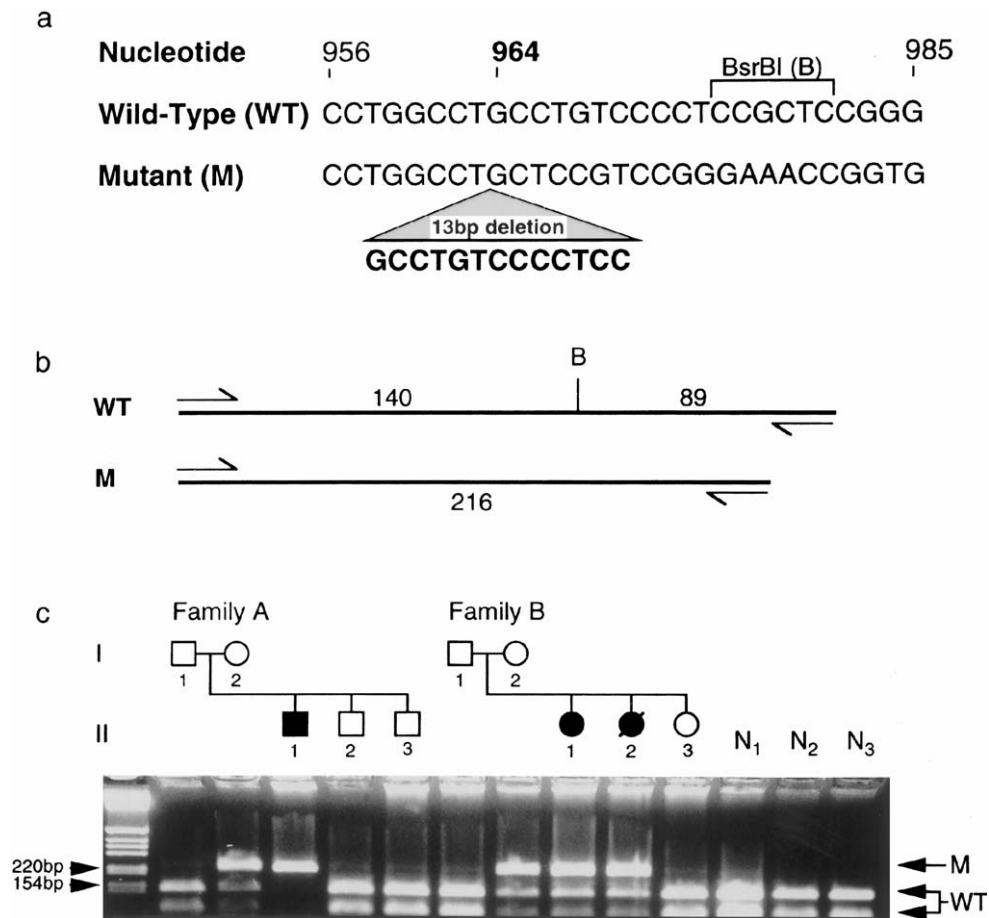 a
Nucleotide 956 964 BsrBI (B) 985
Wild-Type (WT) CCTGGCCTGCCTGTCCCCTCCGCTCCGGG
Mutant (M) CCTGGCCTGCTCCGTCCGGGAAACCGGTG
13bp deletion
GCCTGTCCCCTCC
b
B
WT 140 89
M
216
c
Family A Family B
I
1 2 1 2
II
1 2 3 1 2 3 N1 N2 N3
220bp M
154bp WT